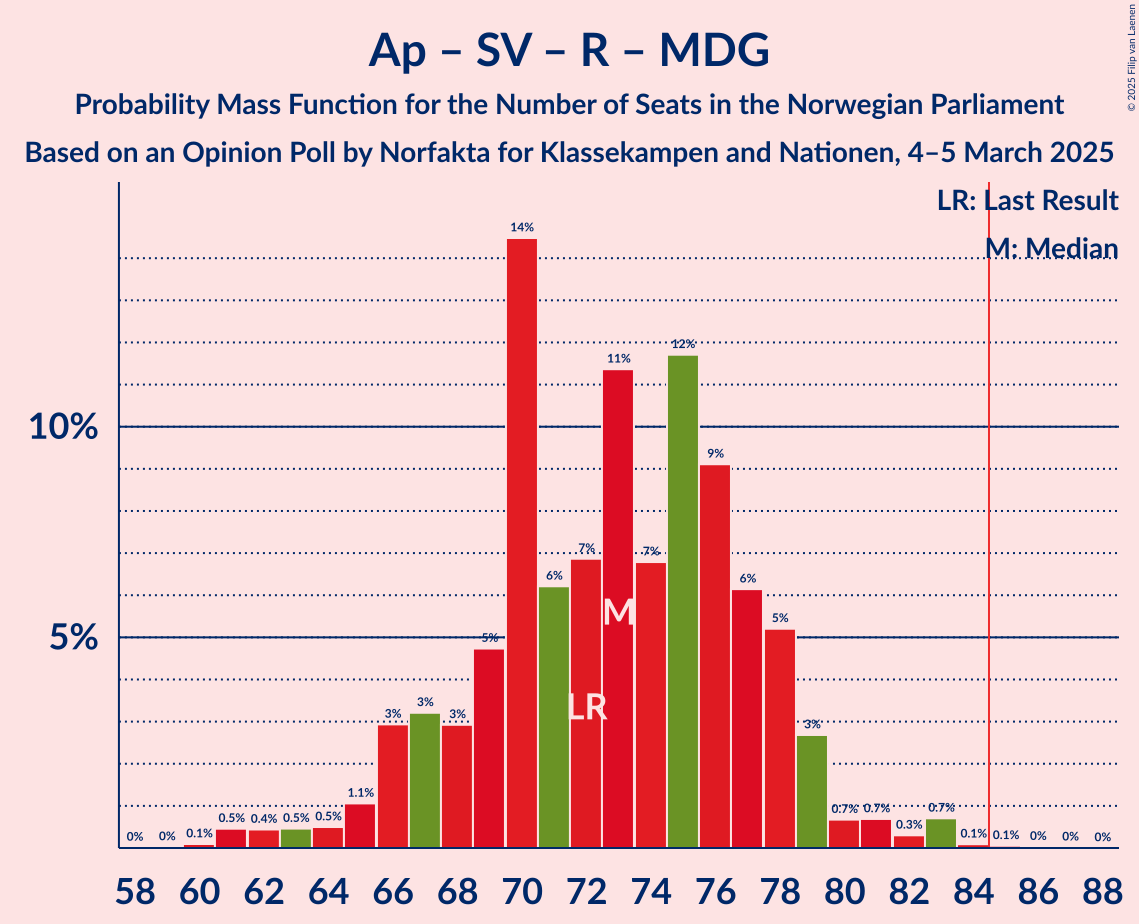 Ap – SV – R – MDG
Probability Mass Function for the Number of Seats in the Norwegian Parliament
Based on an Opinion Poll by Norfakta for Klassekampen and Nationen, 4–5 March 2025
© 2025 Filip van Laenen
LR: Last Result
M: Median
10%
5%
0% 0% 0.1% 0.5% 0.4% 0.5% 0.5% 1.1% 3% 3% 3% 5% 14% 6% 7% 11% 7% 12% 9% 6% 5% 3% 0.7% 0.7% 0.3% 0.7% 0.1% 0.1% 0% 0% 0%
M
LR
58 60 62 64 66 68 70 72 74 76 78 80 82 84 86 88